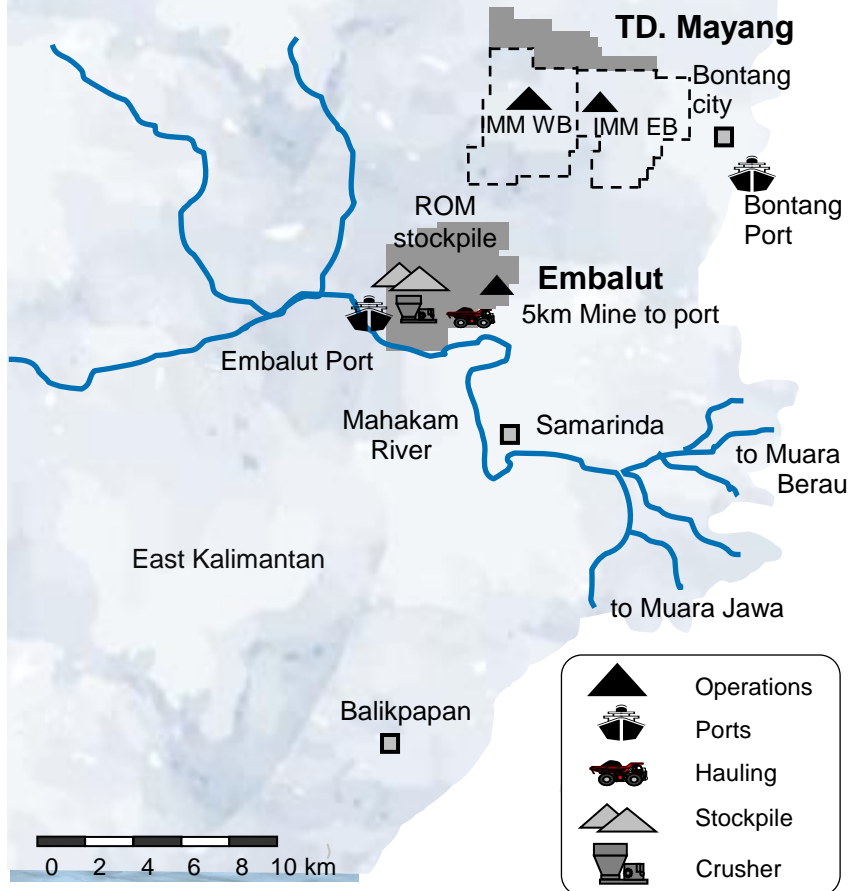 TD. Mayang
Bontang
city
IMM WB
IMM EB
Bontang
Port
ROM
stockpile
Embalut
5km Mine to port
Embalut Port
Mahakam
River
Samarinda
to Muara
Berau
East Kalimantan
to Muara Jawa
Balikpapan
Operations
Ports
Hauling
Stockpile
Crusher
0 2 4 6 8 10 km